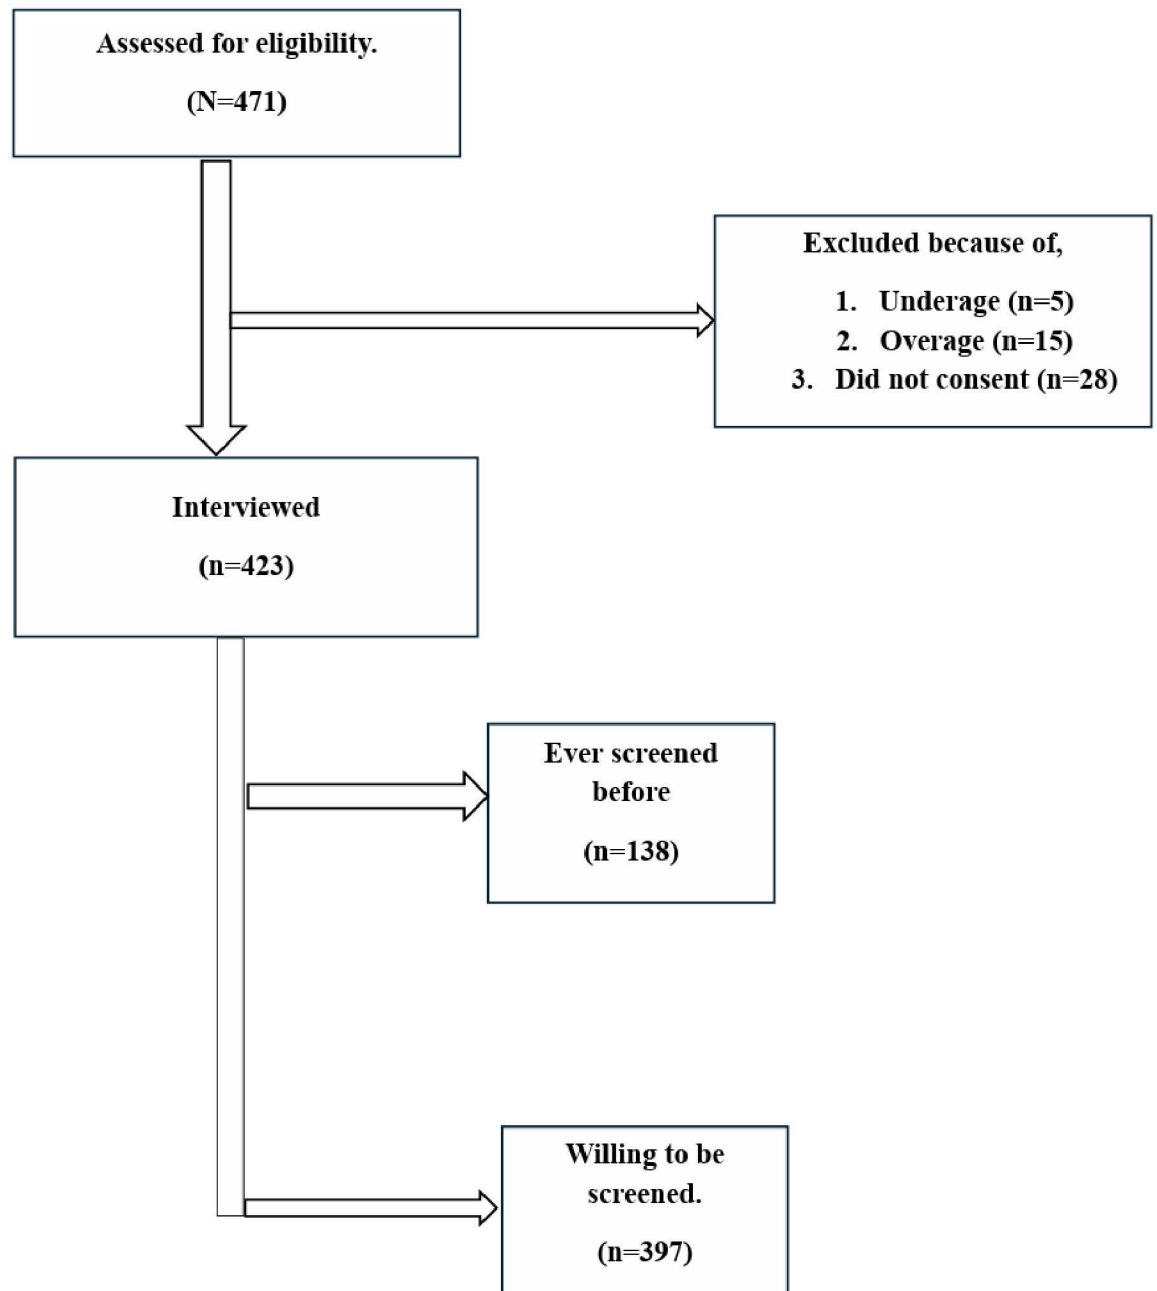 Assessed for eligibility.
(N=471)
Excluded because of,
1. Underage (n=5)
2. Overage (n=15)
3. Did not consent (n=28)
Interviewed
(n=423)
Ever screened
before
(n=138)
Willing to be
screened.
(n=397)